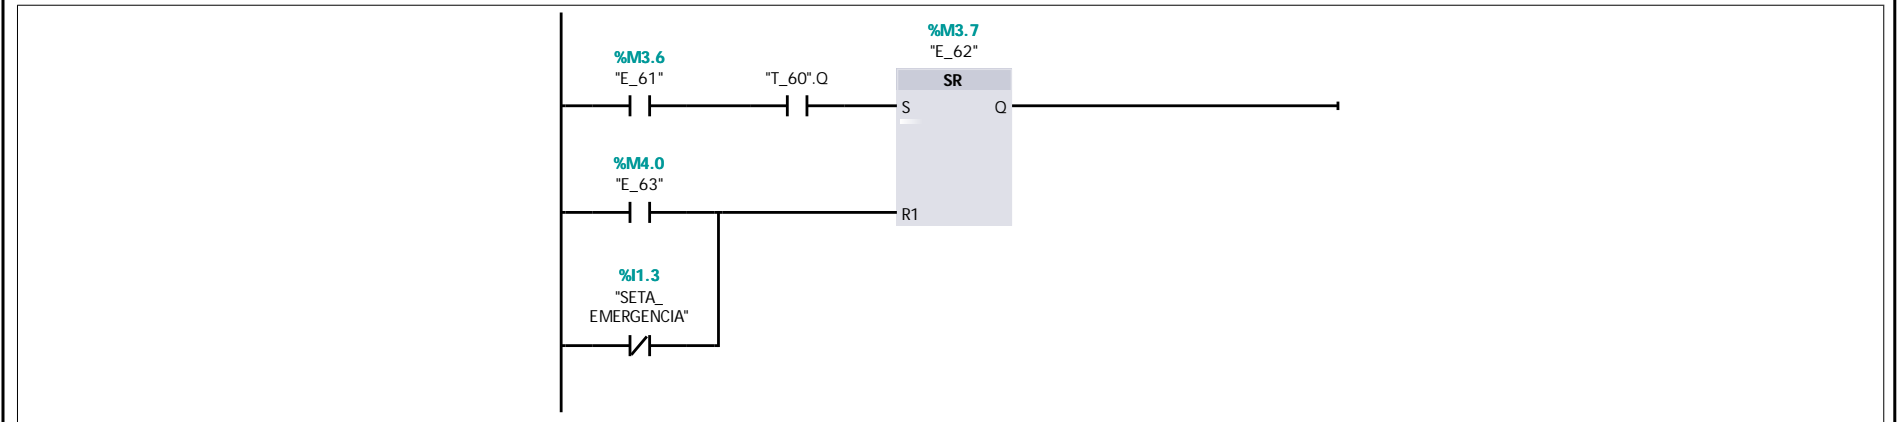 %M3.7
"E_62"
%M3.6
"E_61"
"T_60".Q
SR
S
Q
%M4.0
"E_63"
R1
%I1.3
"SETA_
EMERGENCIA"